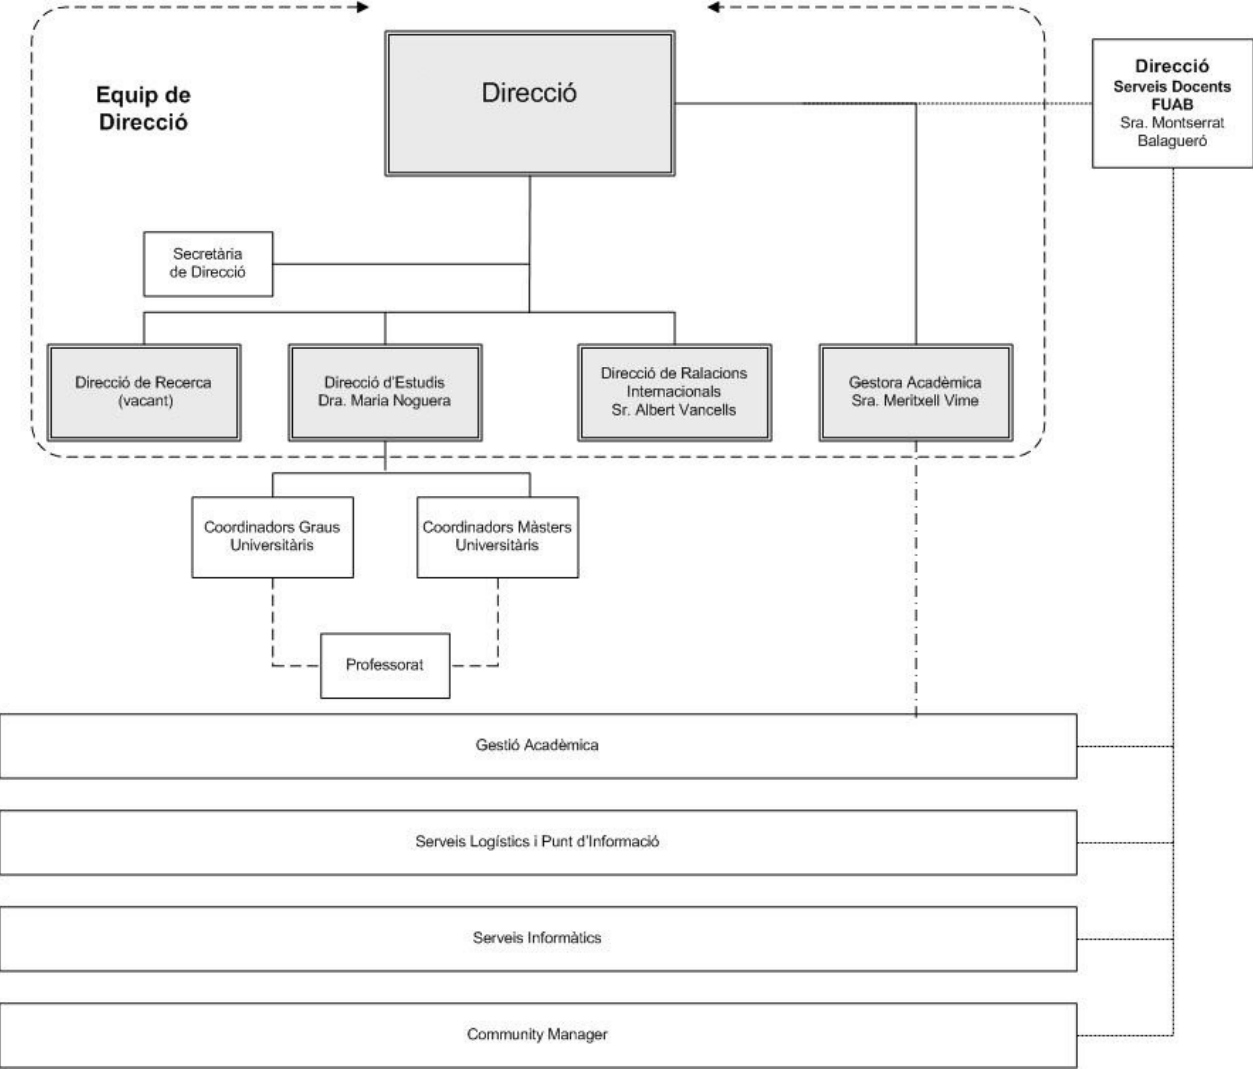 Equip de
Direcció
Direcció
Direcció
Serveis Docents
FUAB
Sra. Montserrat
Balagueró
Secretària
de Direcció
Direcció de Recerca
(vacant)
Direcció d'Estudis
Dra. Maria Noguera
Direcció de Ralacions
Internacionals
Sr. Albert Vancells
Gestora Acadèmica
Sra. Meritxell Vime
Coordinadors Graus
Universitàris
Coordinadors Màsters
Universitàris
Professorat
Gestió Acadèmica
Serveis Logístics i Punt d'Informació
Serveis Informàtics
Community Manager